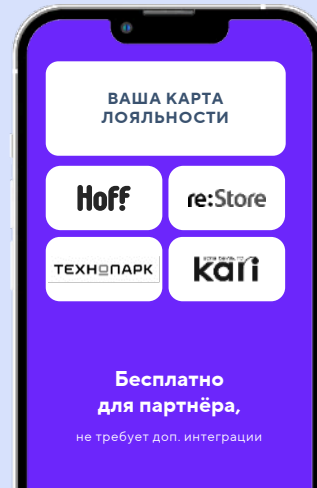 ВАША КАРТА
ЛОЯЛЬНОСТИ
Hoff
re:Store
ТЕХНОПАРК
kari
Бесплатно
для партнёра,
не требует доп. интеграции